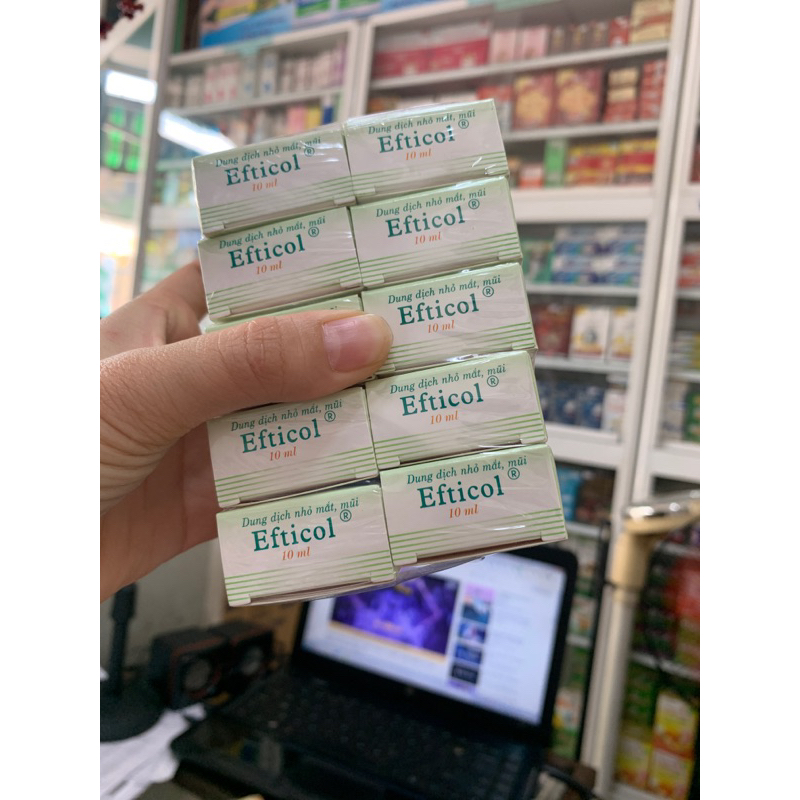 Dung dịch nhỏ mắt, mũi
Efticol®
10 ml
Dung dịch nhỏ mắt, mũi
Efticol®
10 ml
Dung dịch nhỏ mắt, mũi
Efticol®
10 ml
Dung dịch nhỏ mắt, mũi
Efticol®
10 ml
Dung dịch nhỏ mắt, mũi
Efticol®
10 ml
Dung dịch nhỏ mắt, mũi
Efticol®
10 ml
Dung dịch nhỏ mắt, mũi
Efticol®
10 ml
Dung dịch nhỏ mắt, mũi
Efticol®
10 ml
Dung dịch nhỏ mắt, mũi
Efticol®
10 ml